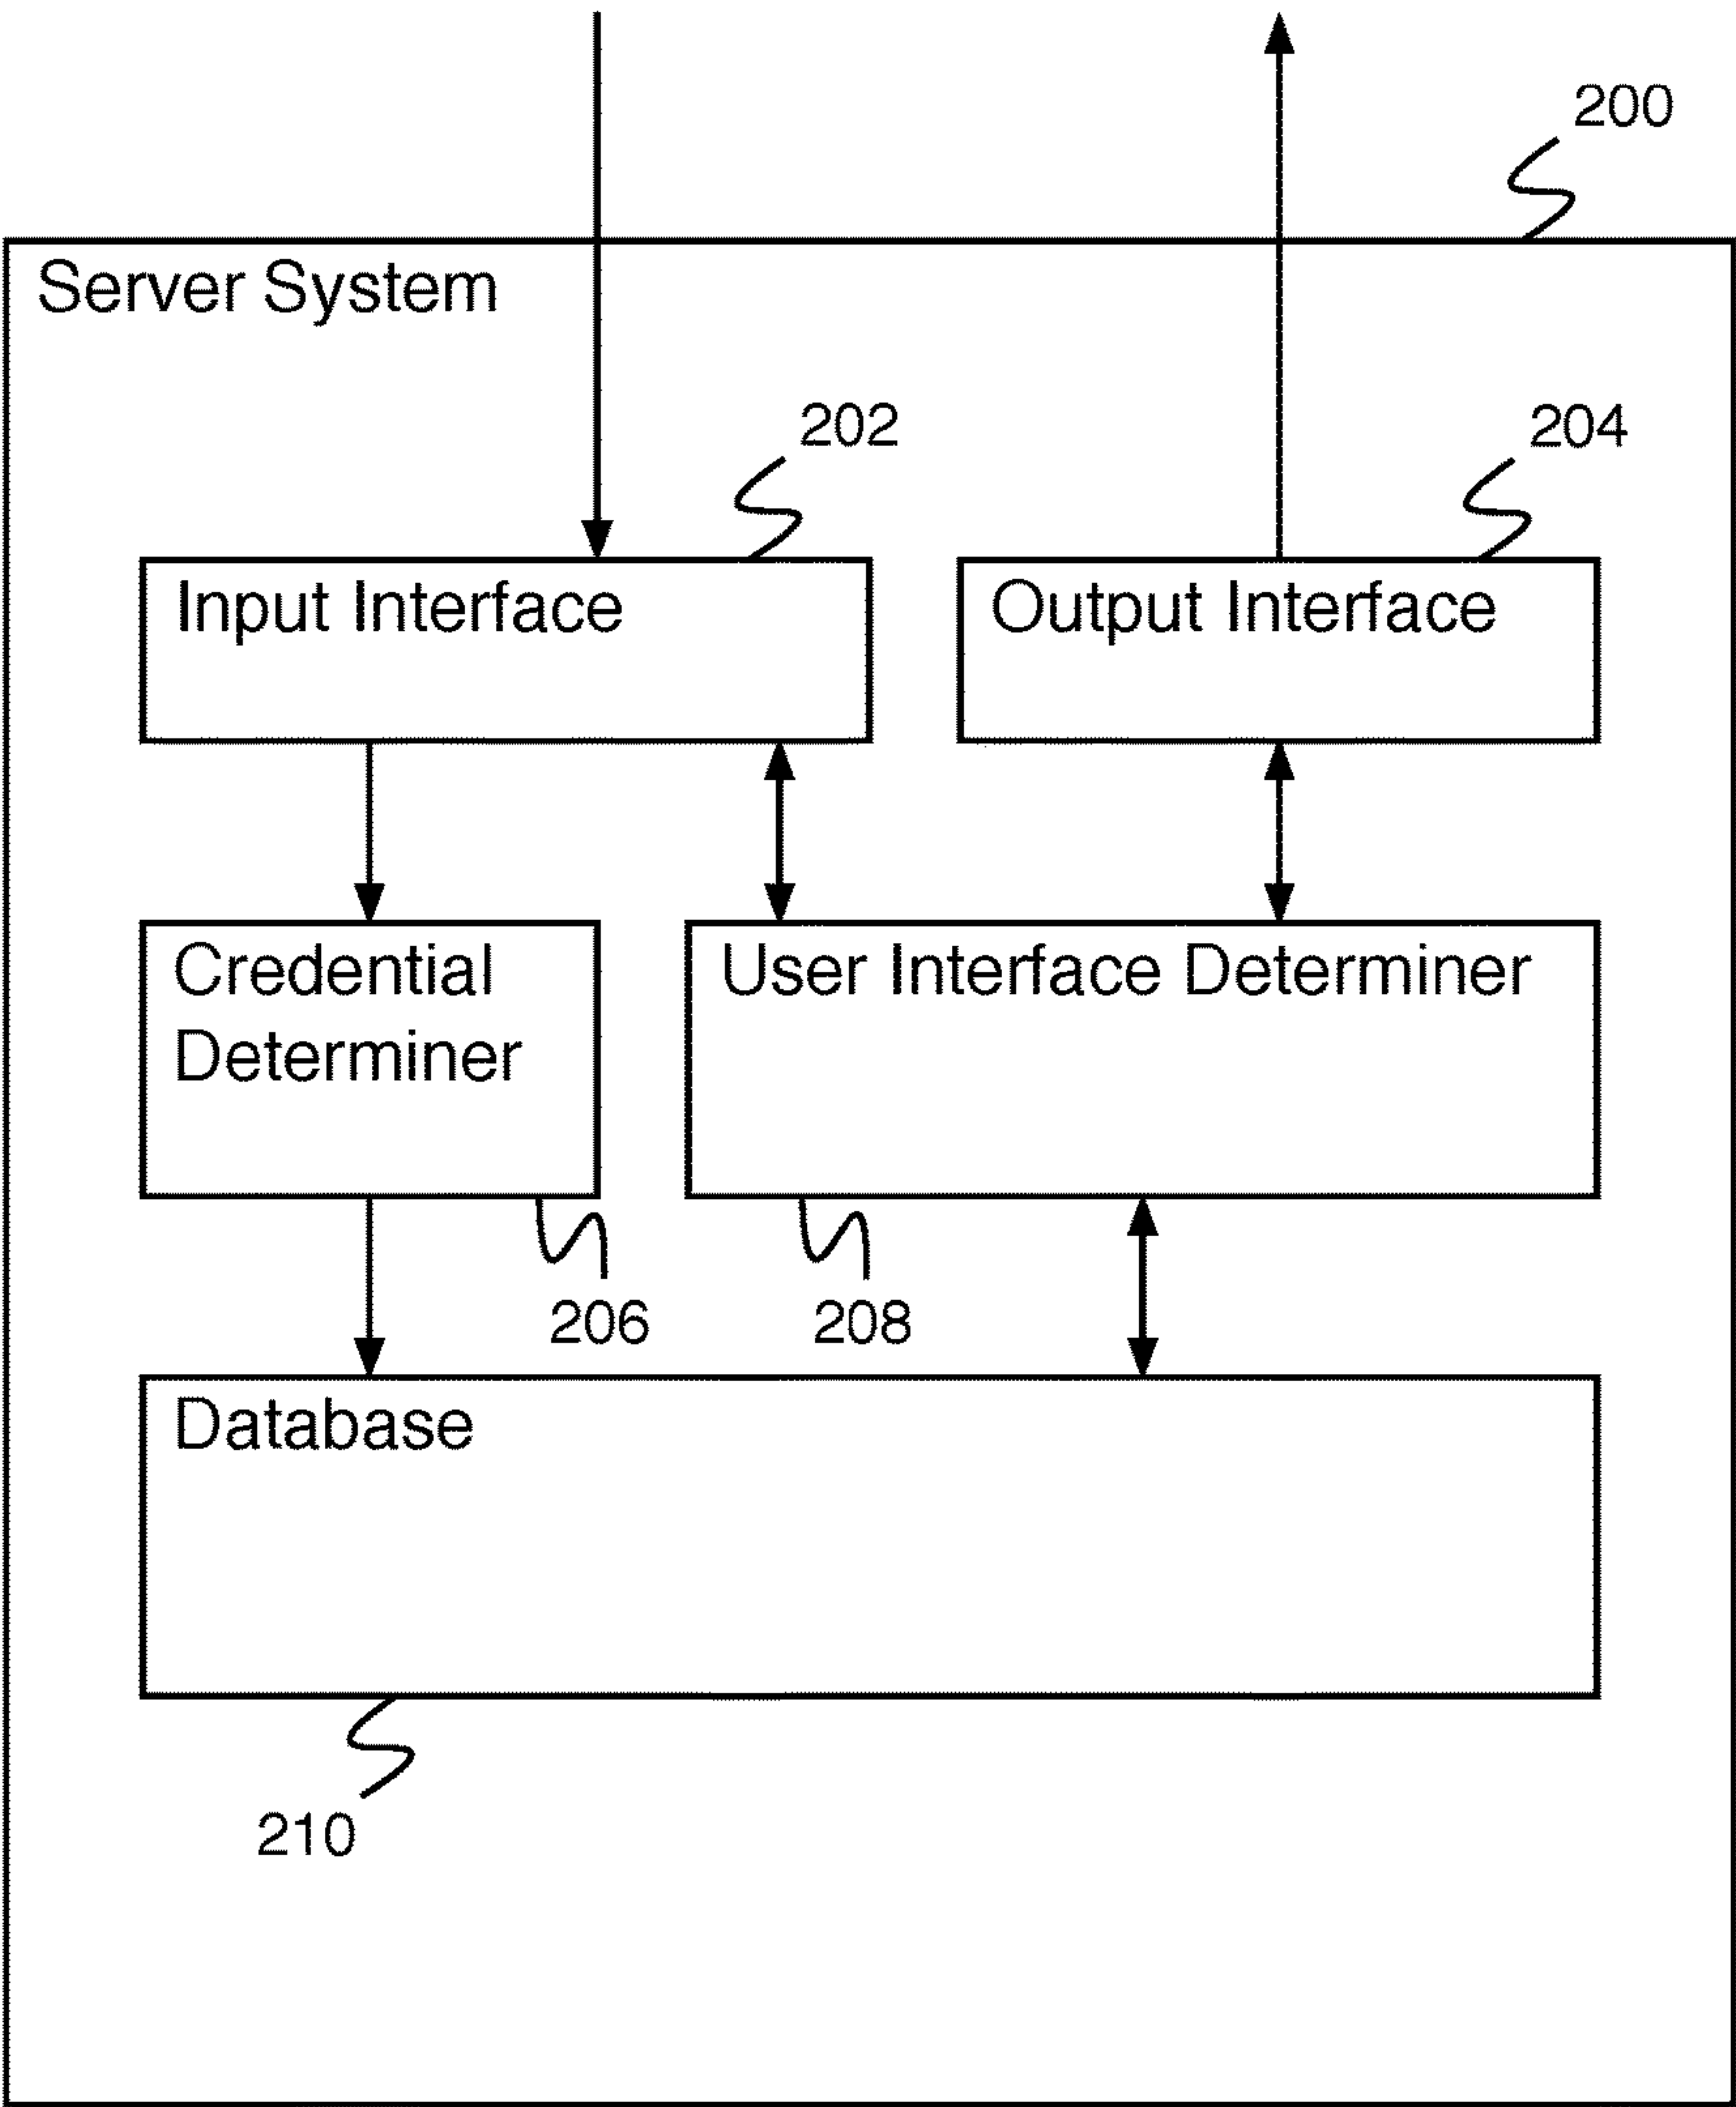 200
Server System
202
204
Input Interface
Output Interface
Credential
Determiner
User Interface Determiner
206
208
Database
210